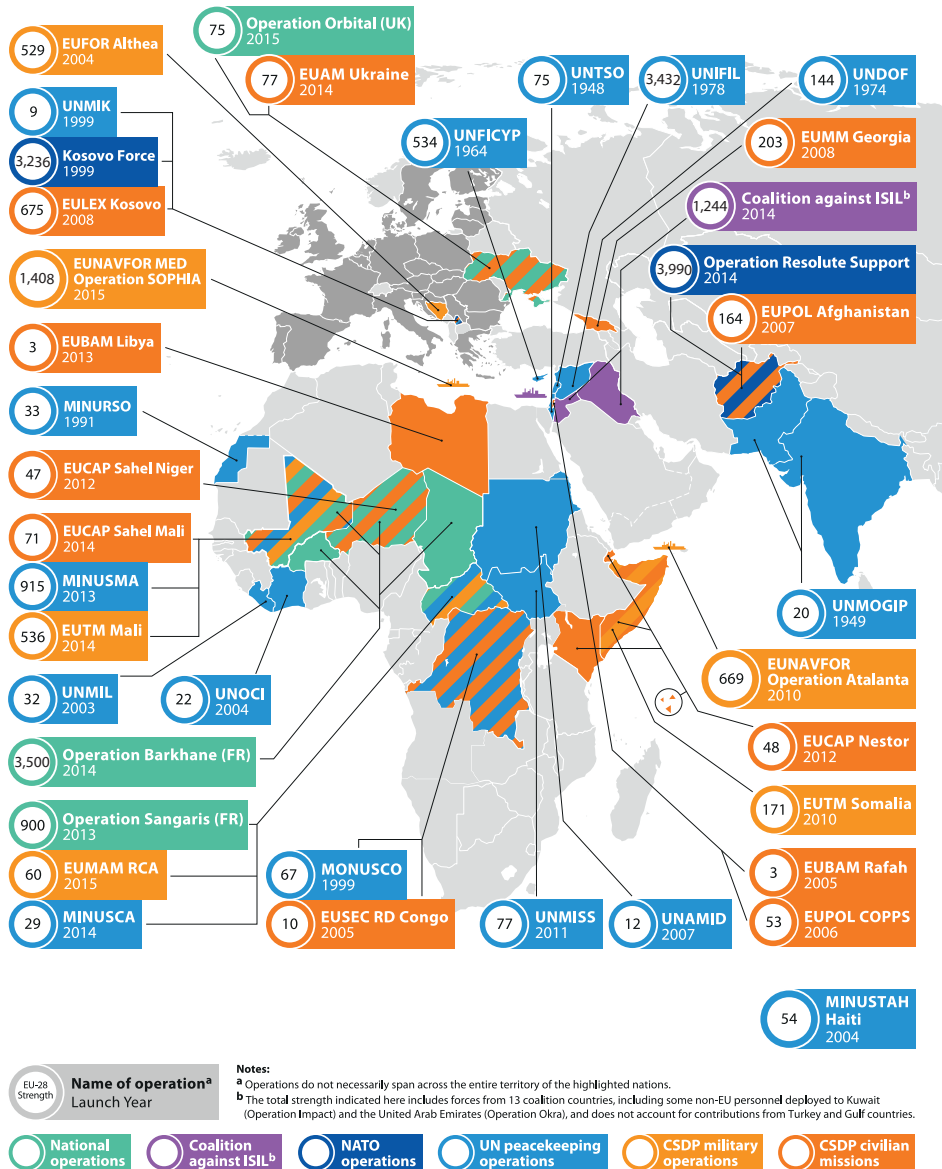 529
EUFOR Althea
2004
75
Operation Orbital (UK)
2015
77
EUAM Ukraine
2014
9
UNMIK
1999
3,236
Kosovo Force
1999
675
EULEX Kosovo
2008
1,408
EUNAVFOR MED
Operation SOPHIA
2015
3
EUBAM Libya
2013
33
MINURSO
1991
47
EUCAP Sahel Niger
2012
71
EUCAP Sahel Mali
2014
915
MINUSMA
2013
536
EUTM Mali
2014
32
UNMIL
2003
22
UNOCI
2004
3,500
Operation Barkhane (FR)
2014
900
Operation Sangaris (FR)
2013
60
EUMAM RCA
2015
29
MINUSCA
2014
534
UNFICYP
1964
75
UNTSO
1948
3,432
UNIFIL
1978
144
UNDOF
1974
203
EUMM Georgia
2008
1,244
Coalition against ISILb
2014
3,990
Operation Resolute Support
2014
164
EUPOL Afghanistan
2007
20
UNMOGIP
1949
669
EUNAVFOR
Operation Atalanta
2010
48
EUCAP Nestor
2012
171
EUTM Somalia
2010
3
EUBAM Rafah
2005
53
EUPOL COPPS
2006
67
MONUSCO
1999
10
EUSEC RD Congo
2005
77
UNMISS
2011
12
UNAMID
2007
54
MINUSTAH
Haiti
2004
EU-28
Strength
Name of operationa
Launch Year
Notes:
a Operations do not necessarily span across the entire territory of the highlighted nations.
b The total strength indicated here includes forces from 13 coalition countries, including some non-EU personnel deployed to Kuwait
(Operation Impact) and the United Arab Emirates (Operation Okra), and does not account for contributions from Turkey and Gulf countries.
National
operations
Coalition
against ISILb
NATO
operations
UN peacekeeping
operations
CSDP military
operations
CSDP civilian
missions